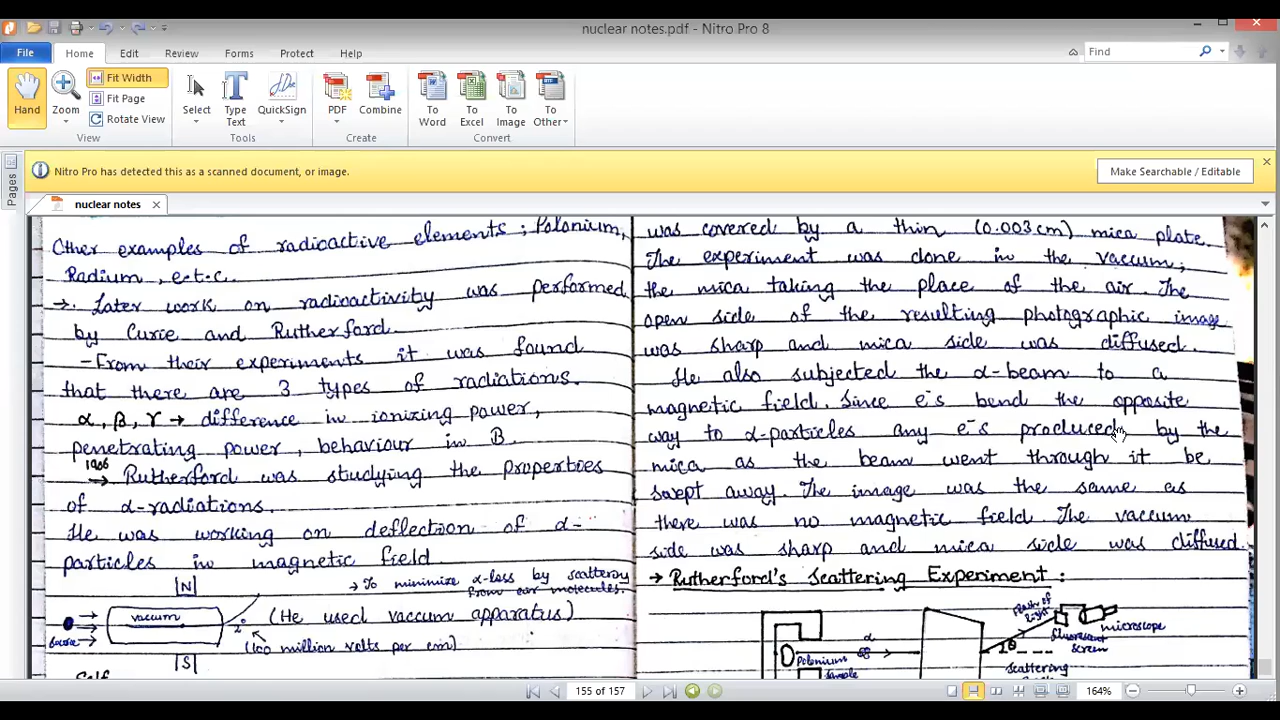 nuclear notes.pdf - Nitro Pro 8
File
Home
Edit
Review
Forms
Protect
Help
Find
Hand
Zoom
Fit Width
Fit Page
Rotate View
View
Select
Type Text
QuickSign
Tools
PDF
Combine
Create
To Word
To Excel
To Image
To Other
Convert
Pages
Nitro Pro has detected this as a scanned document, or image.
Make Searchable / Editable
nuclear notes
Other examples of radioactive elements ; Polonium,
Radium, e.t.c.
→. Later work on radioactivity was performed
by Curie and Rutherford.
- From their experiments it was found
that there are 3 types of radiations.
α, β, γ → difference in ionizing power,
penetrating power, behaviour in B.
1906
→ Rutherford was studying the properties
of α-radiations.
He was working on deflection of α-
particles in magnetic field.
→ To minimize α-loss by scattering
from air molecules.
N
vacuum
source
2°
S
(He used vaccum apparatus)
(100 million volts per cm)
was covered by a thin (0.003cm) mica plate.
The experiment was done in the vaccum;
the mica taking the place of the air. The
open side of the resulting photographic image
was sharp and mica side was diffused.
He also subjected the α-beam to a
magnetic field. Since e-s bend the opposite
way to α-particles any e-s produced by the
mica as the beam went through it be
swept away. The image was the same as
there was no magnetic field. The vaccum
side was sharp and mica side was diffused.
→ Rutherford's Scattering Experiment :
flash of light
microscope
fluorescent screen
α
θ
Polonium sample
scattering
155 of 157
164%